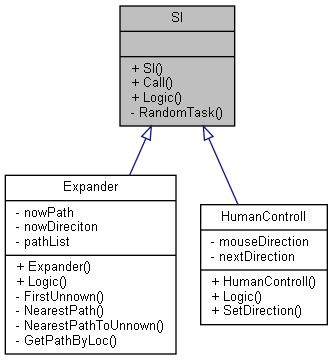 SI
+ SI()
+ Call()
+ Logic()
- RandomTask()
Expander
- nowPath
- nowDireciton
- pathList
+ Expander()
+ Logic()
- FirstUnnown()
- NearestPath()
- NearestPathToUnnown()
- GetPathByLoc()
HumanControll
- mouseDirection
- nextDirection
+ HumanControll()
+ Logic()
+ SetDirection()